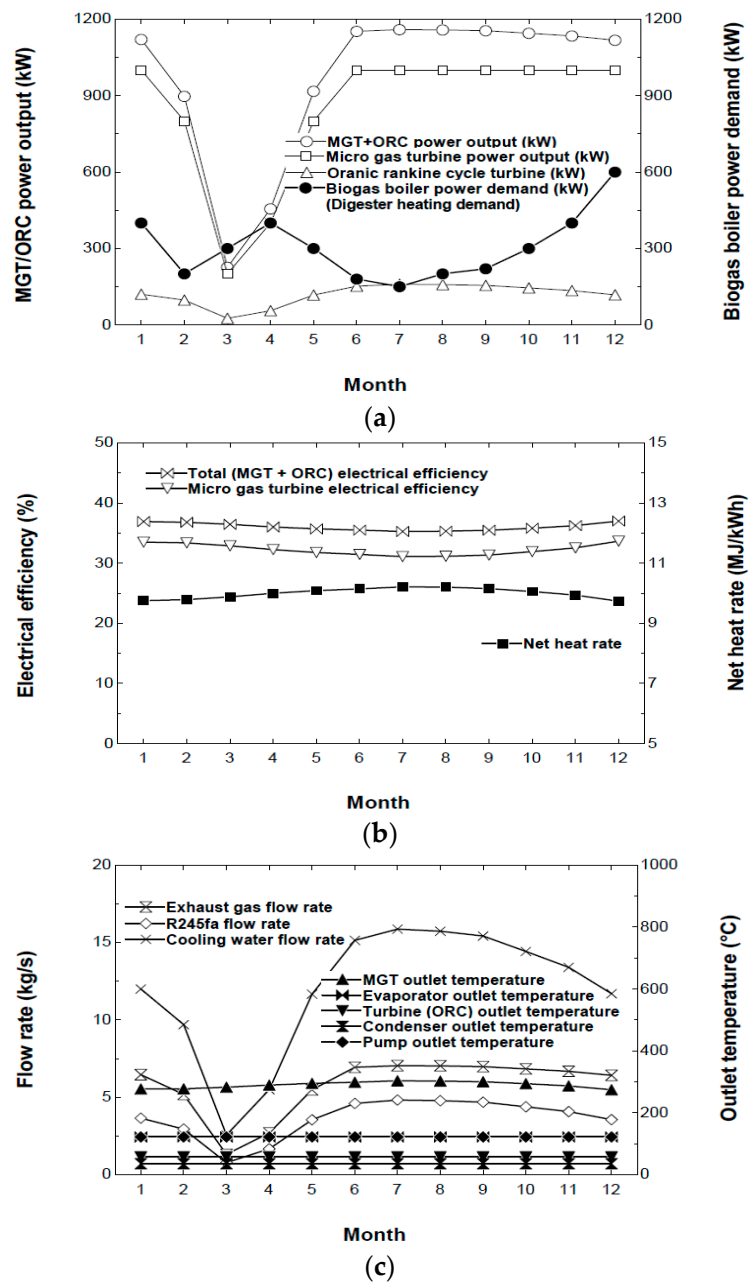 1200
900
600
300
0
MGT/ORC power output (kW)
MGT+ORC power output (kW)
Micro gas turbine power output (kW)
Oranic rankine cycle turbine (kW)
Biogas boiler power demand (kW)
(Digester heating demand)
1200
900
600
300
0
Biogas boiler power demand (kW)
1 2 3 4 5 6 7 8 9 10 11 12
Month
(a)
50
40
30
20
10
0
Electrical efficiency (%)
Total (MGT + ORC) electrical efficiency
Micro gas turbine electrical efficiency
Net heat rate
15
13
11
9
7
5
Net heat rate (MJ/kWh)
1 2 3 4 5 6 7 8 9 10 11 12
Month
(b)
20
15
10
5
0
Flow rate (kg/s)
Exhaust gas flow rate
R245fa flow rate
Cooling water flow rate
MGT outlet temperature
Evaporator outlet temperature
Turbine (ORC) outlet temperature
Condenser outlet temperature
Pump outlet temperature
1000
800
600
400
200
0
Outlet temperature (°C)
1 2 3 4 5 6 7 8 9 10 11 12
Month
(c)